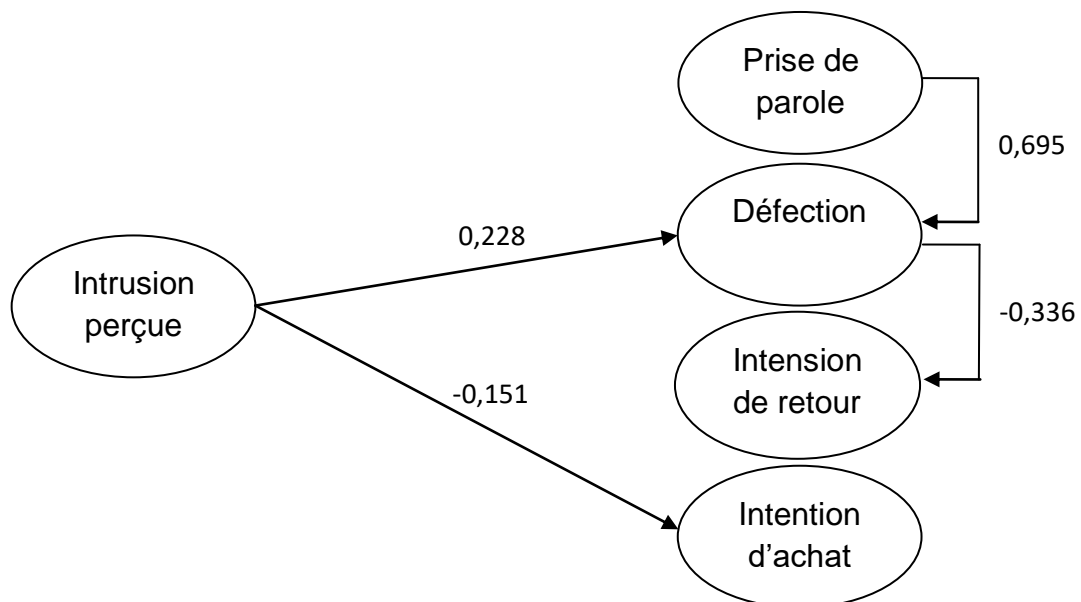 Prise de
parole
0,695
Défection
0,228
Intrusion
perçue
-0,336
Intension
de retour
-0,151
Intention
d’achat